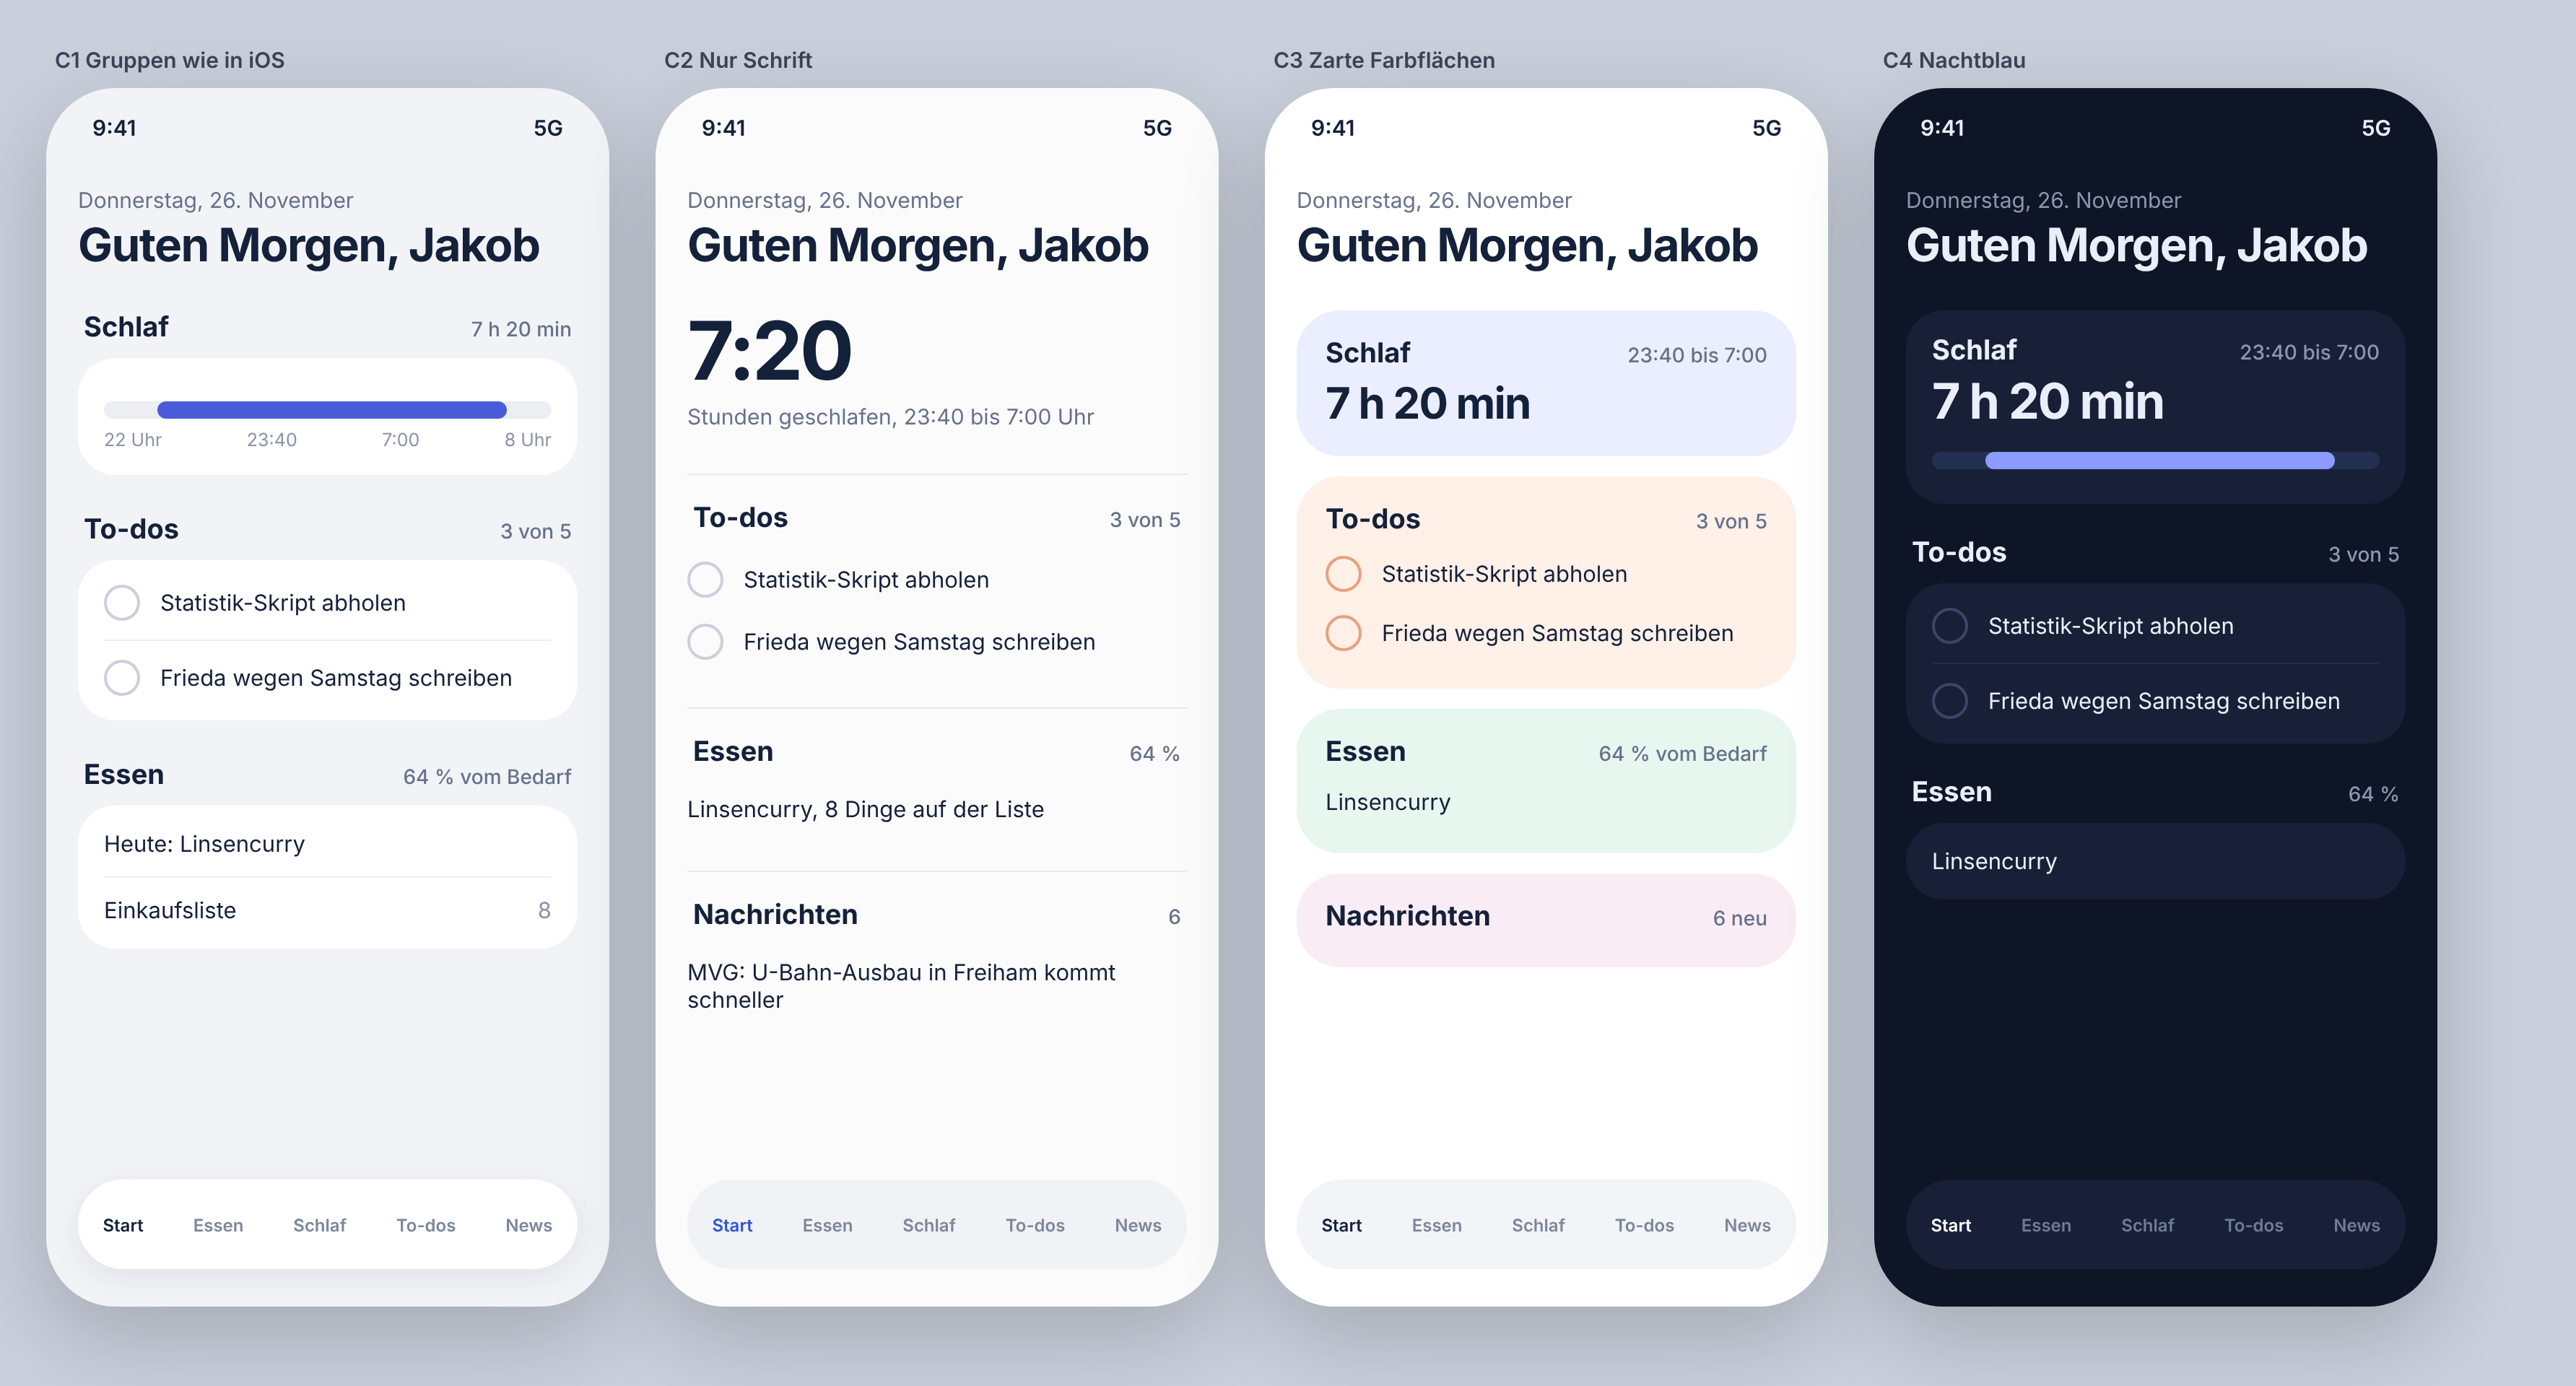 C1 Gruppen wie in iOS
9:41
5G
Donnerstag, 26. November
Guten Morgen, Jakob
Schlaf
7 h 20 min
22 Uhr
23:40
7:00
8 Uhr
To-dos
3 von 5
Statistik-Skript abholen
Frieda wegen Samstag schreiben
Essen
64 % vom Bedarf
Heute: Linsencurry
Einkaufsliste
8
Start
Essen
Schlaf
To-dos
News
C2 Nur Schrift
9:41
5G
Donnerstag, 26. November
Guten Morgen, Jakob
7:20
Stunden geschlafen, 23:40 bis 7:00 Uhr
To-dos
3 von 5
Statistik-Skript abholen
Frieda wegen Samstag schreiben
Essen
64 %
Linsencurry, 8 Dinge auf der Liste
Nachrichten
6
MVG: U-Bahn-Ausbau in Freiham kommt
schneller
Start
Essen
Schlaf
To-dos
News
C3 Zarte Farbflächen
9:41
5G
Donnerstag, 26. November
Guten Morgen, Jakob
Schlaf
23:40 bis 7:00
7 h 20 min
To-dos
3 von 5
Statistik-Skript abholen
Frieda wegen Samstag schreiben
Essen
64 % vom Bedarf
Linsencurry
Nachrichten
6 neu
Start
Essen
Schlaf
To-dos
News
C4 Nachtblau
9:41
5G
Donnerstag, 26. November
Guten Morgen, Jakob
Schlaf
23:40 bis 7:00
7 h 20 min
To-dos
3 von 5
Statistik-Skript abholen
Frieda wegen Samstag schreiben
Essen
64 %
Linsencurry
Start
Essen
Schlaf
To-dos
News